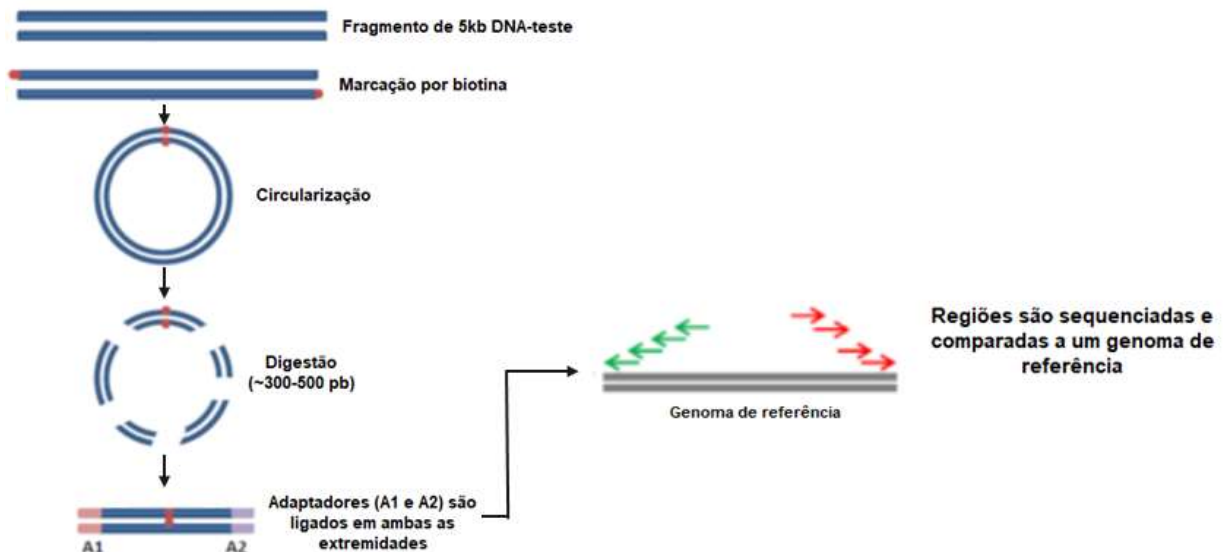 Fragmento de 5kb DNA-teste
Marcação por biotina
Circularização
Digestão
(~300-500 pb)
Adaptadores (A1 e A2) são
ligados em ambas as
extremidades
A1
A2
Regiões são sequenciadas e
comparadas a um genoma de
referência
Genoma de referência